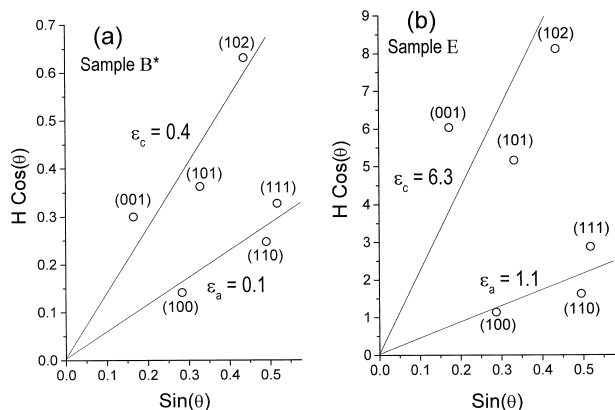 (a)
Sample B*
(102)
ε_c = 0.4
(101)
(001)
(111)
(110)
ε_a = 0.1
(100)
0.7
0.6
0.5
0.4
0.3
0.2
0.1
0.0
H Cos(θ)
0.0 0.1 0.2 0.3 0.4 0.5
Sin(θ)
(b)
Sample E
(102)
(001)
(101)
ε_c = 6.3
(111)
ε_a = 1.1
(100)
(110)
9
8
7
6
5
4
3
2
1
0
H Cos(θ)
0.0 0.1 0.2 0.3 0.4 0.5
Sin(θ)